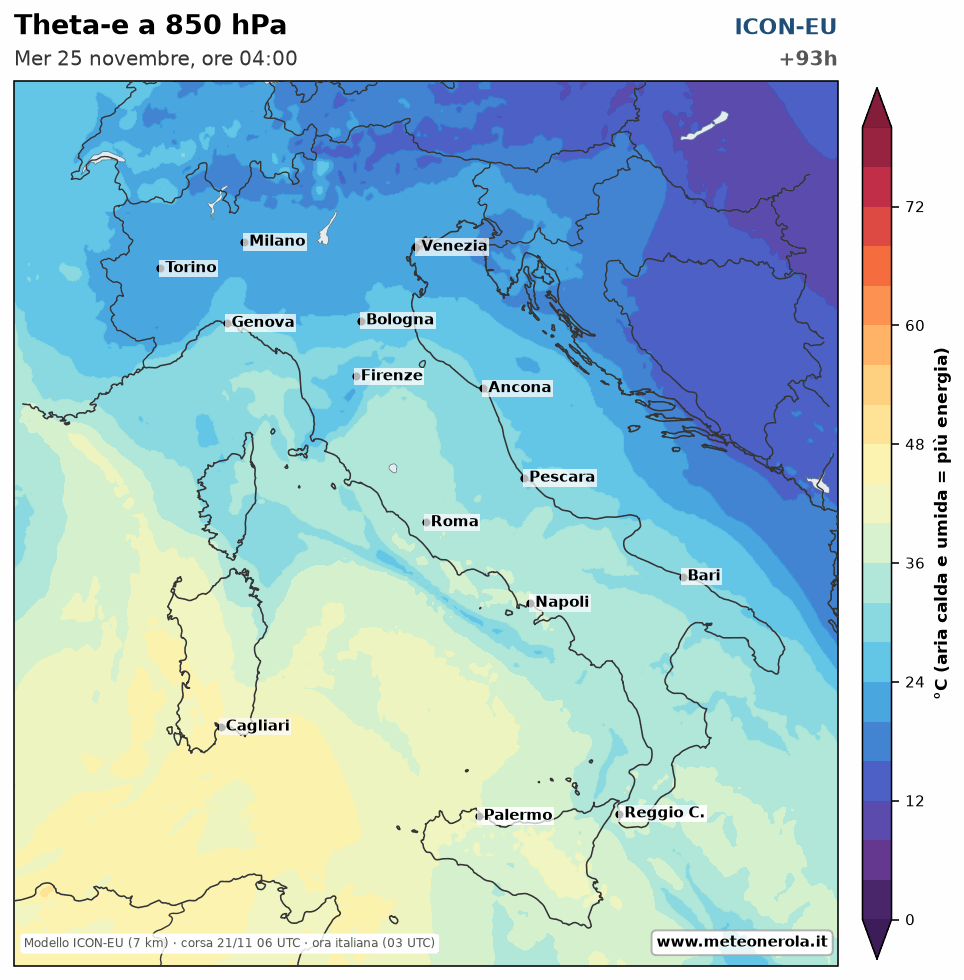 Theta-e a 850 hPa
ICON-EU
Mer 25 novembre, ore 04:00
+93h
Milano
Venezia
Torino
Genova
Bologna
Firenze
Ancona
Pescara
Roma
Bari
Napoli
Cagliari
Palermo
Reggio C.
72
60
48
36
24
12
0
°C (aria calda e umida = più energia)
Modello ICON-EU (7 km) · corsa 21/11 06 UTC · ora italiana (03 UTC)
www.meteonerola.it